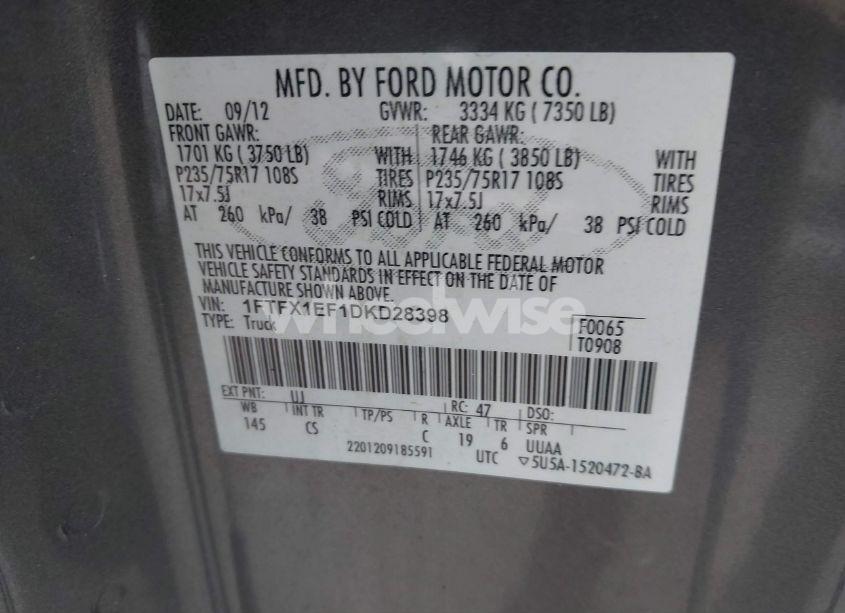 MFD. BY FORD MOTOR CO.
DATE: 09/12 GVWR: 3334 KG ( 7350 LB)
FRONT GAWR: REAR GAWR:
1701 KG ( 3750 LB) WITH 1746 KG ( 3850 LB) WITH
P235/75R17 108S TIRES P235/75R17 108S TIRES
17x7.5J RIMS 17x7.5J RIMS
AT 260 kPa/ 38 PSI COLD AT 260 kPa/ 38 PSI COLD
THIS VEHICLE CONFORMS TO ALL APPLICABLE FEDERAL MOTOR
VEHICLE SAFETY STANDARDS IN EFFECT ON THE DATE OF
MANUFACTURE SHOWN ABOVE.
VIN: 1FTFX1EF1DKD28398 F0065
TYPE: Truck T0908
wheelwise
EXT PNT: UJ RC: 47 DSO:
WB INT TR TP/PS R AXLE TR SPR
145 CS C 19 6 UUAA
2201209185591 UTC ▽5U5A-1520472-BA